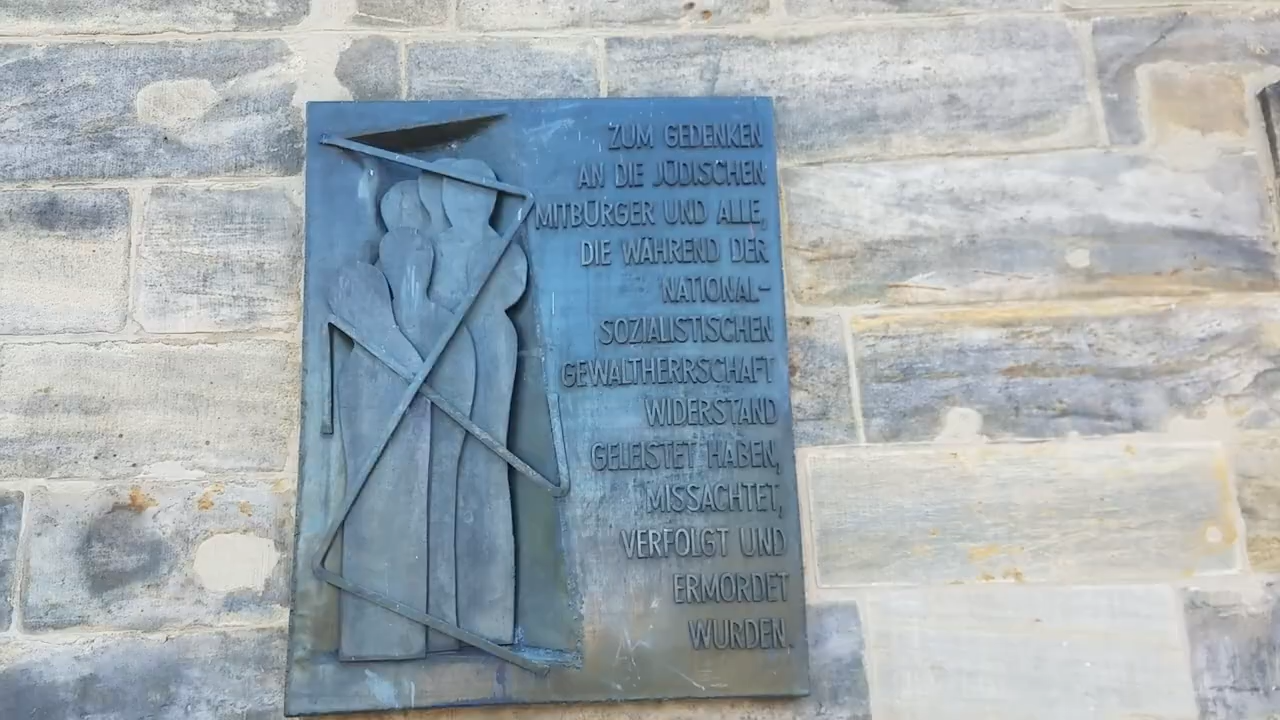 ZUM GEDENKEN
AN DIE JÜDISCHEN
MITBÜRGER UND ALLE,
DIE WÄHREND DER
NATIONAL-
SOZIALISTISCHEN
GEWALTHERRSCHAFT
WIDERSTAND
GELEISTET HABEN,
MISSACHTET,
VERFOLGT UND
ERMORDET
WURDEN.